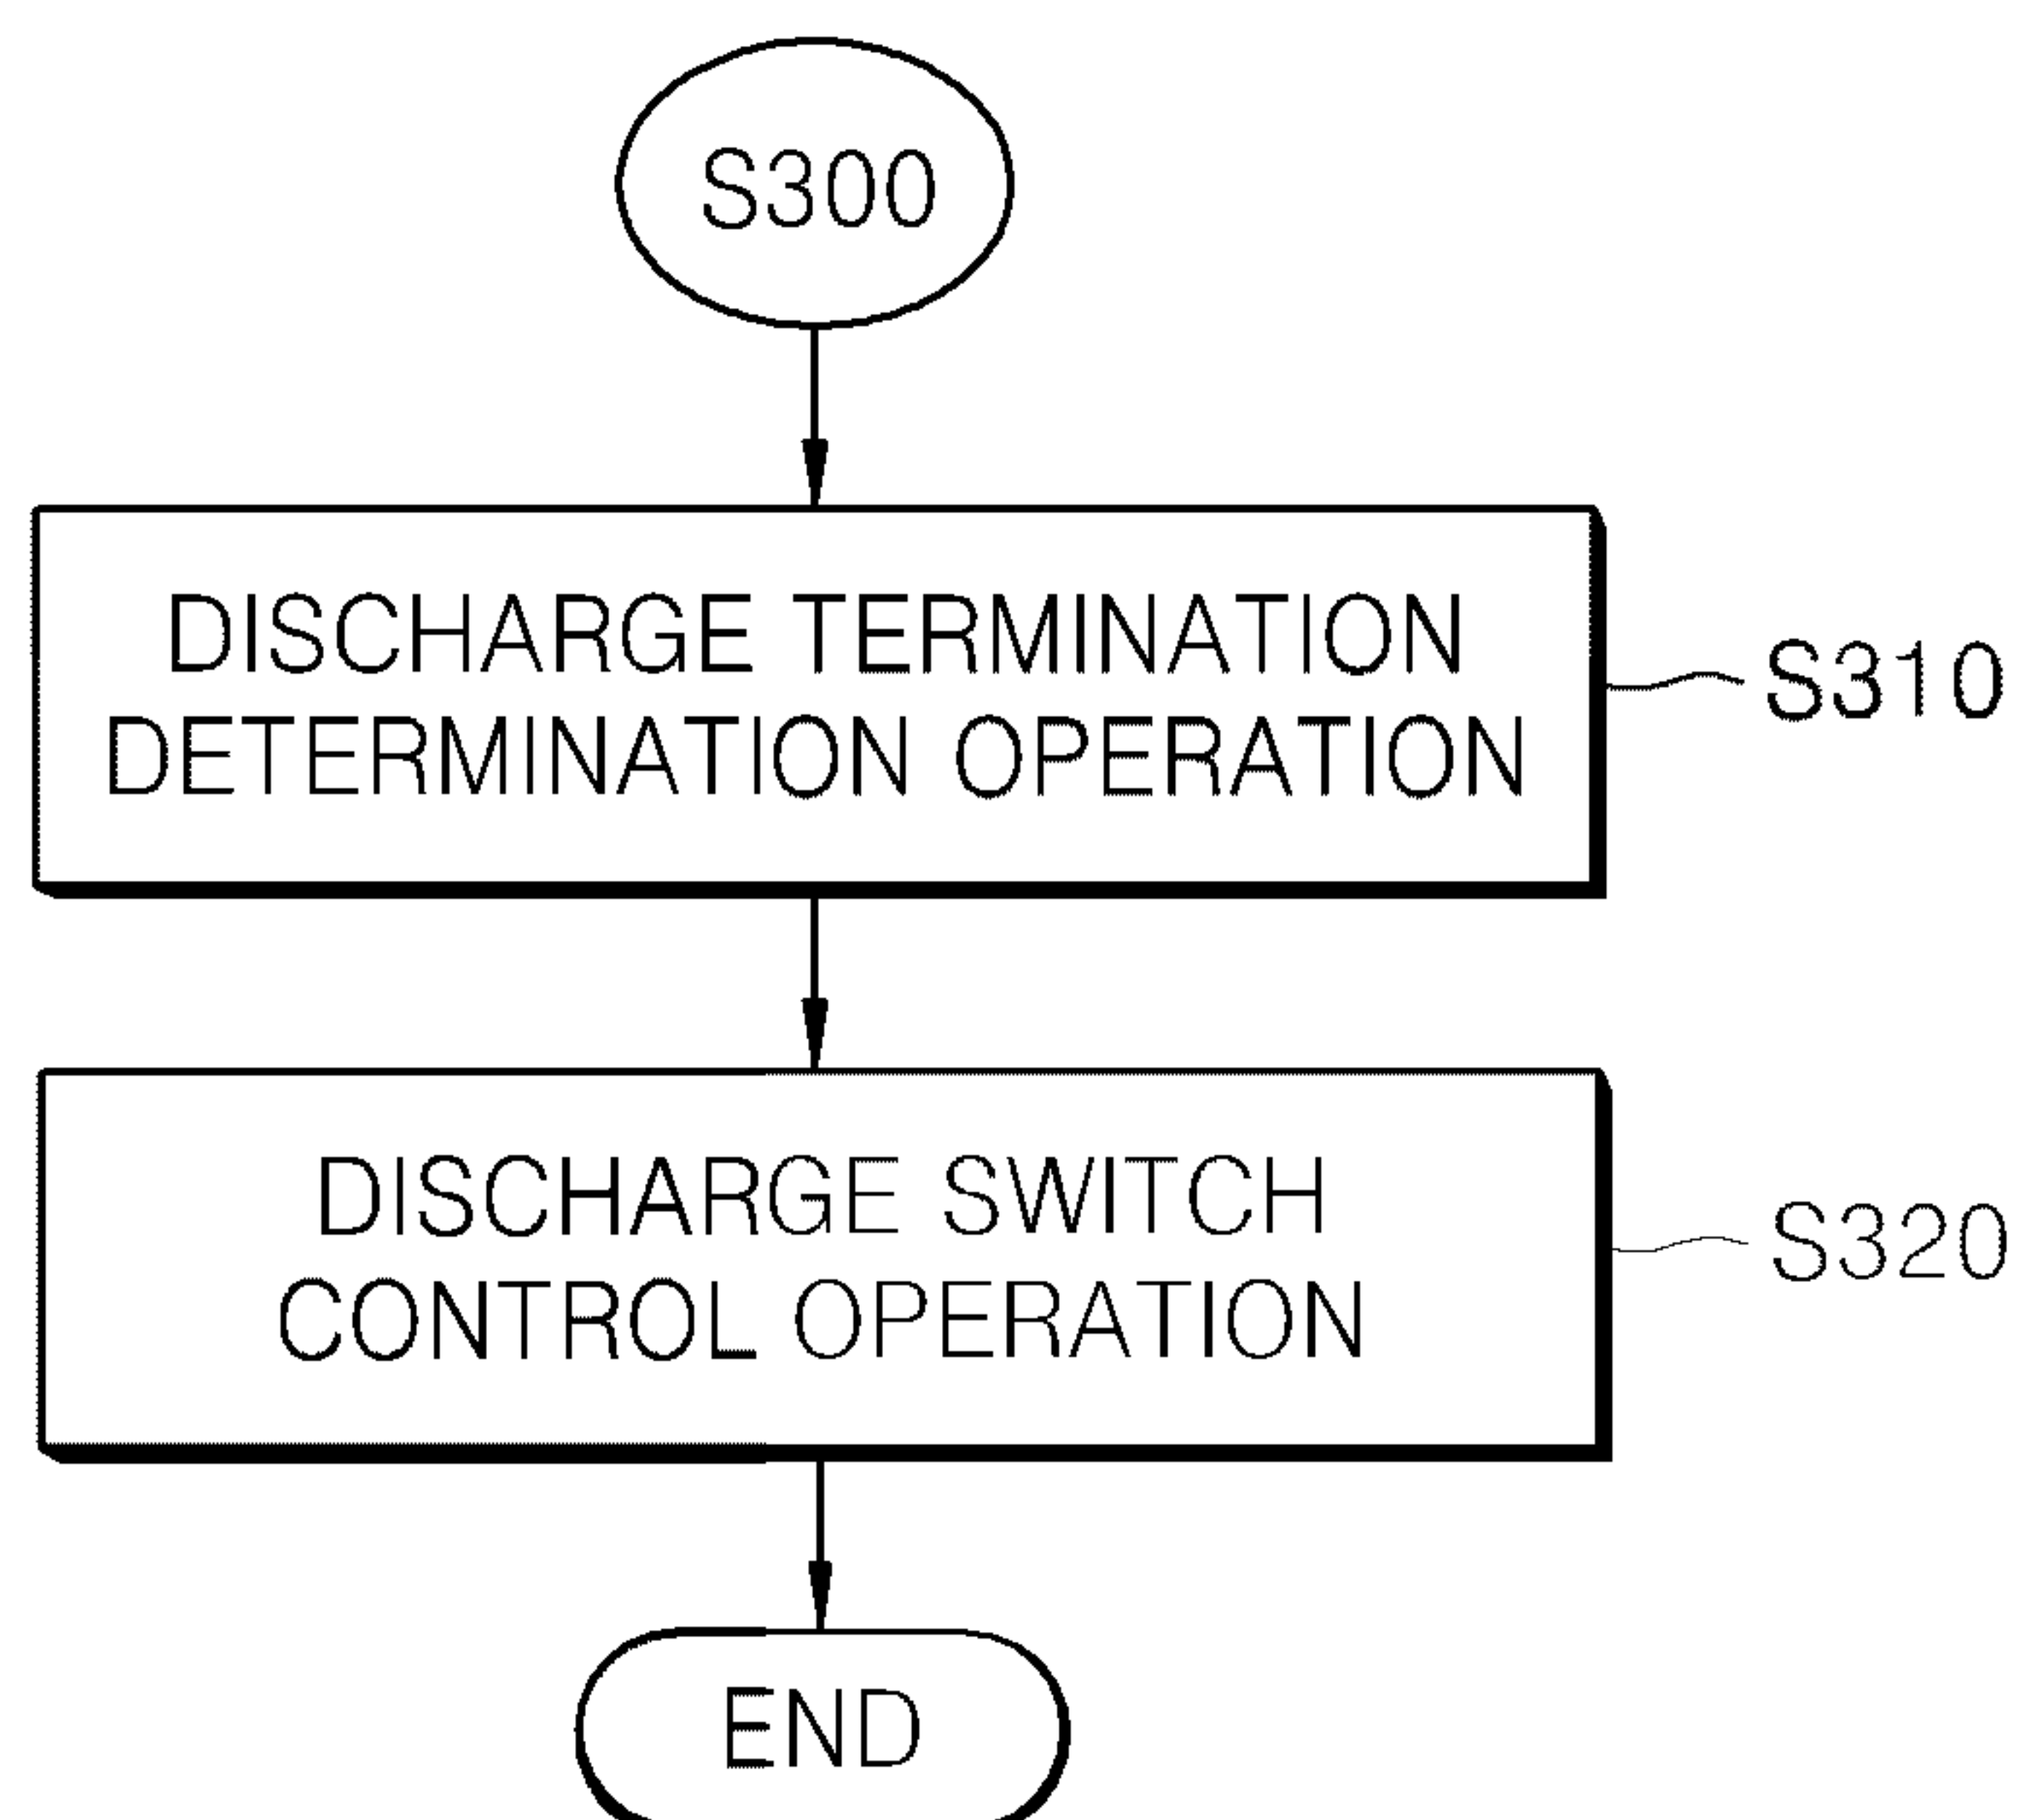 S300
DISCHARGE TERMINATION
DETERMINATION OPERATION
S310
DISCHARGE SWITCH
CONTROL OPERATION
S320
END